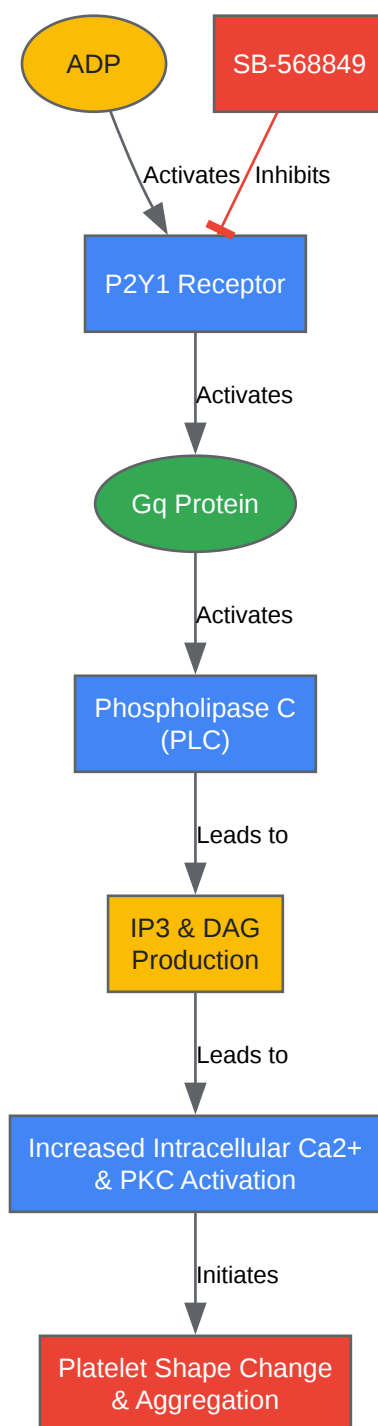 ADP
SB-568849
Activates
Inhibits
P2Y1 Receptor
Activates
Gq Protein
Activates
Phospholipase C
(PLC)
Leads to
IP3 & DAG
Production
Leads to
Increased Intracellular Ca2+
& PKC Activation
Initiates
Platelet Shape Change
& Aggregation